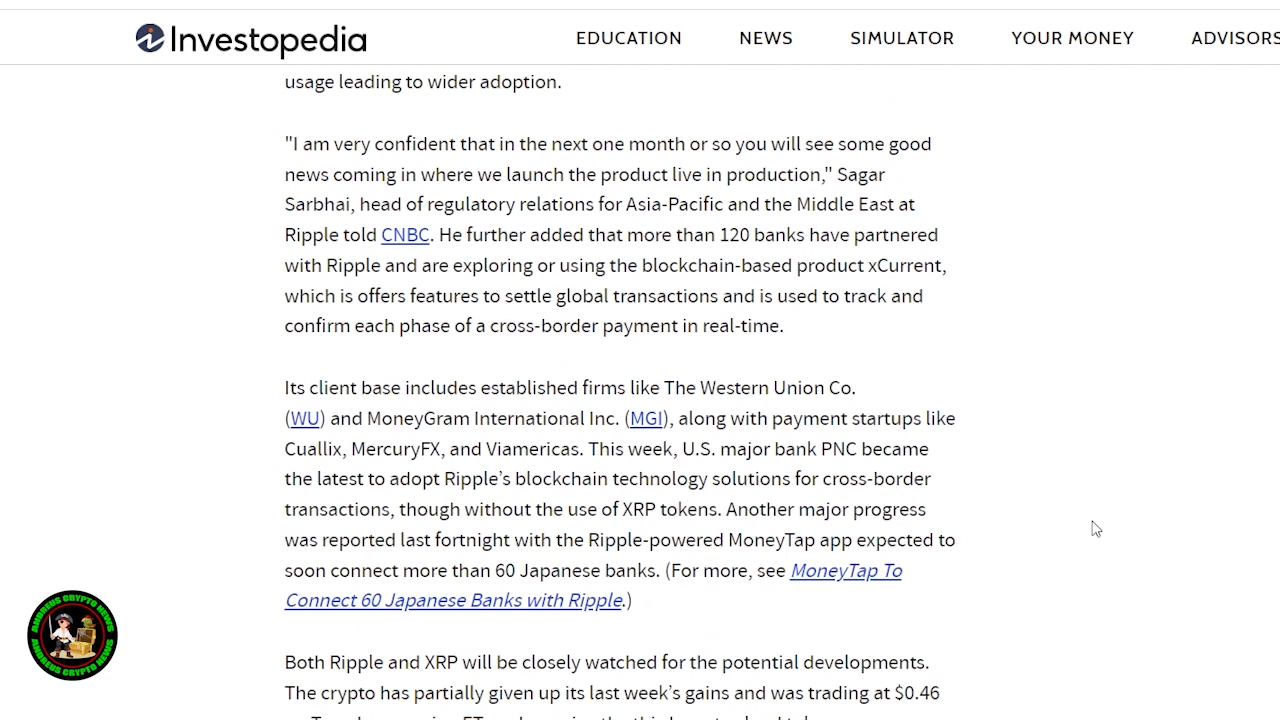 Investopedia
EDUCATION NEWS SIMULATOR YOUR MONEY ADVISORS
usage leading to wider adoption.
"I am very confident that in the next one month or so you will see some good
news coming in where we launch the product live in production," Sagar
Sarbhai, head of regulatory relations for Asia-Pacific and the Middle East at
Ripple told CNBC. He further added that more than 120 banks have partnered
with Ripple and are exploring or using the blockchain-based product xCurrent,
which is offers features to settle global transactions and is used to track and
confirm each phase of a cross-border payment in real-time.
Its client base includes established firms like The Western Union Co.
(WU) and MoneyGram International Inc. (MGI), along with payment startups like
Cuallix, MercuryFX, and Viamericas. This week, U.S. major bank PNC became
the latest to adopt Ripple’s blockchain technology solutions for cross-border
transactions, though without the use of XRP tokens. Another major progress
was reported last fortnight with the Ripple-powered MoneyTap app expected to
soon connect more than 60 Japanese banks. (For more, see MoneyTap To
Connect 60 Japanese Banks with Ripple.)
ANDREUS CRYPTO NEWS
ANDREUS CRYPTO NEWS
Both Ripple and XRP will be closely watched for the potential developments.
The crypto has partially given up its last week’s gains and was trading at $0.46